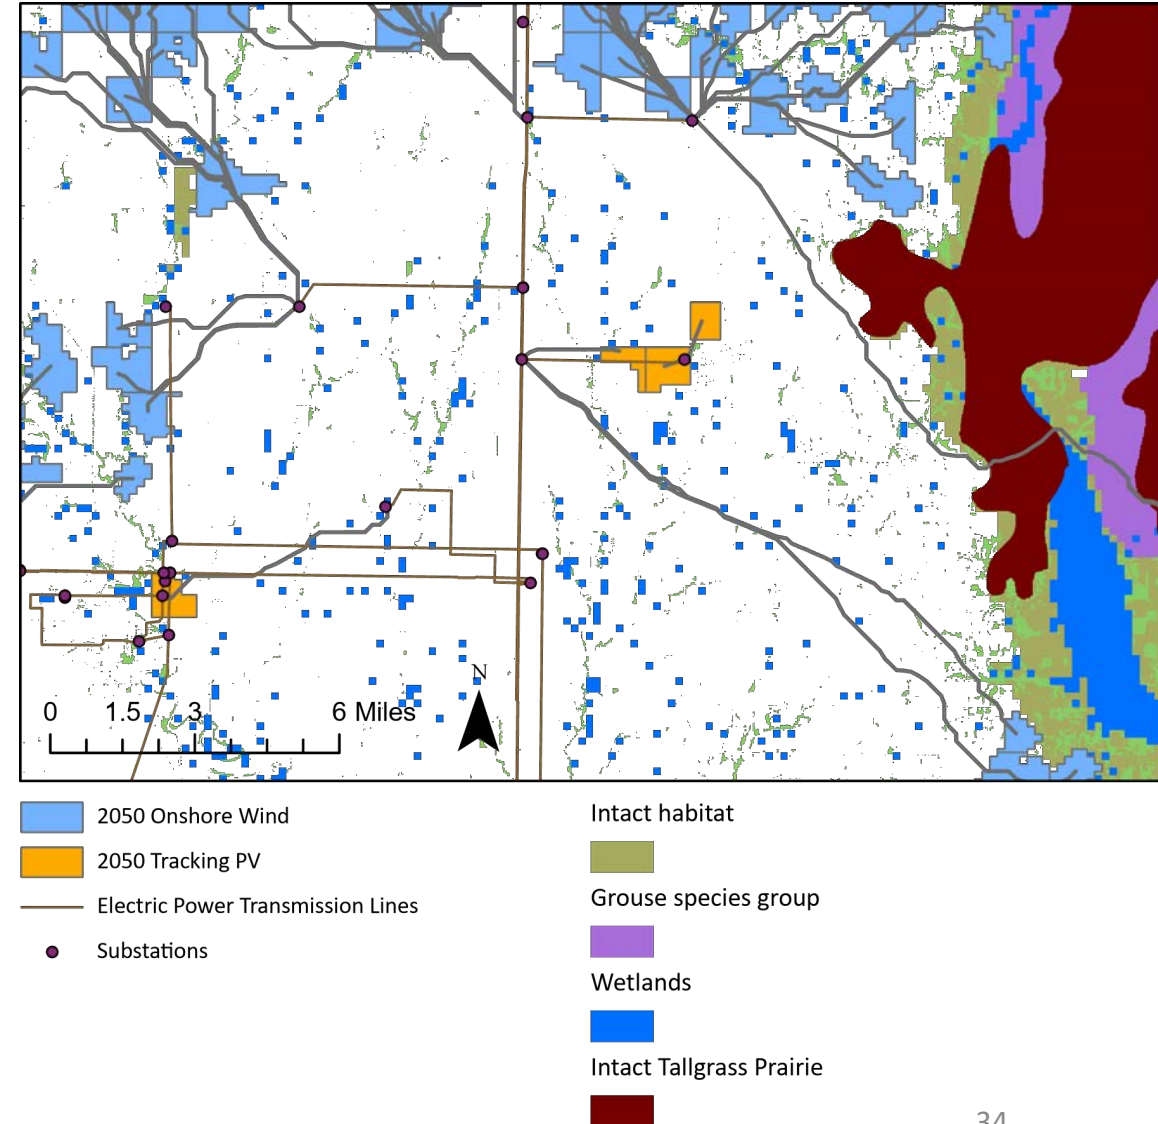 N
0 1.5 3 6 Miles
2050 Onshore Wind
2050 Tracking PV
Electric Power Transmission Lines
Substations
Intact habitat
Grouse species group
Wetlands
Intact Tallgrass Prairie
34